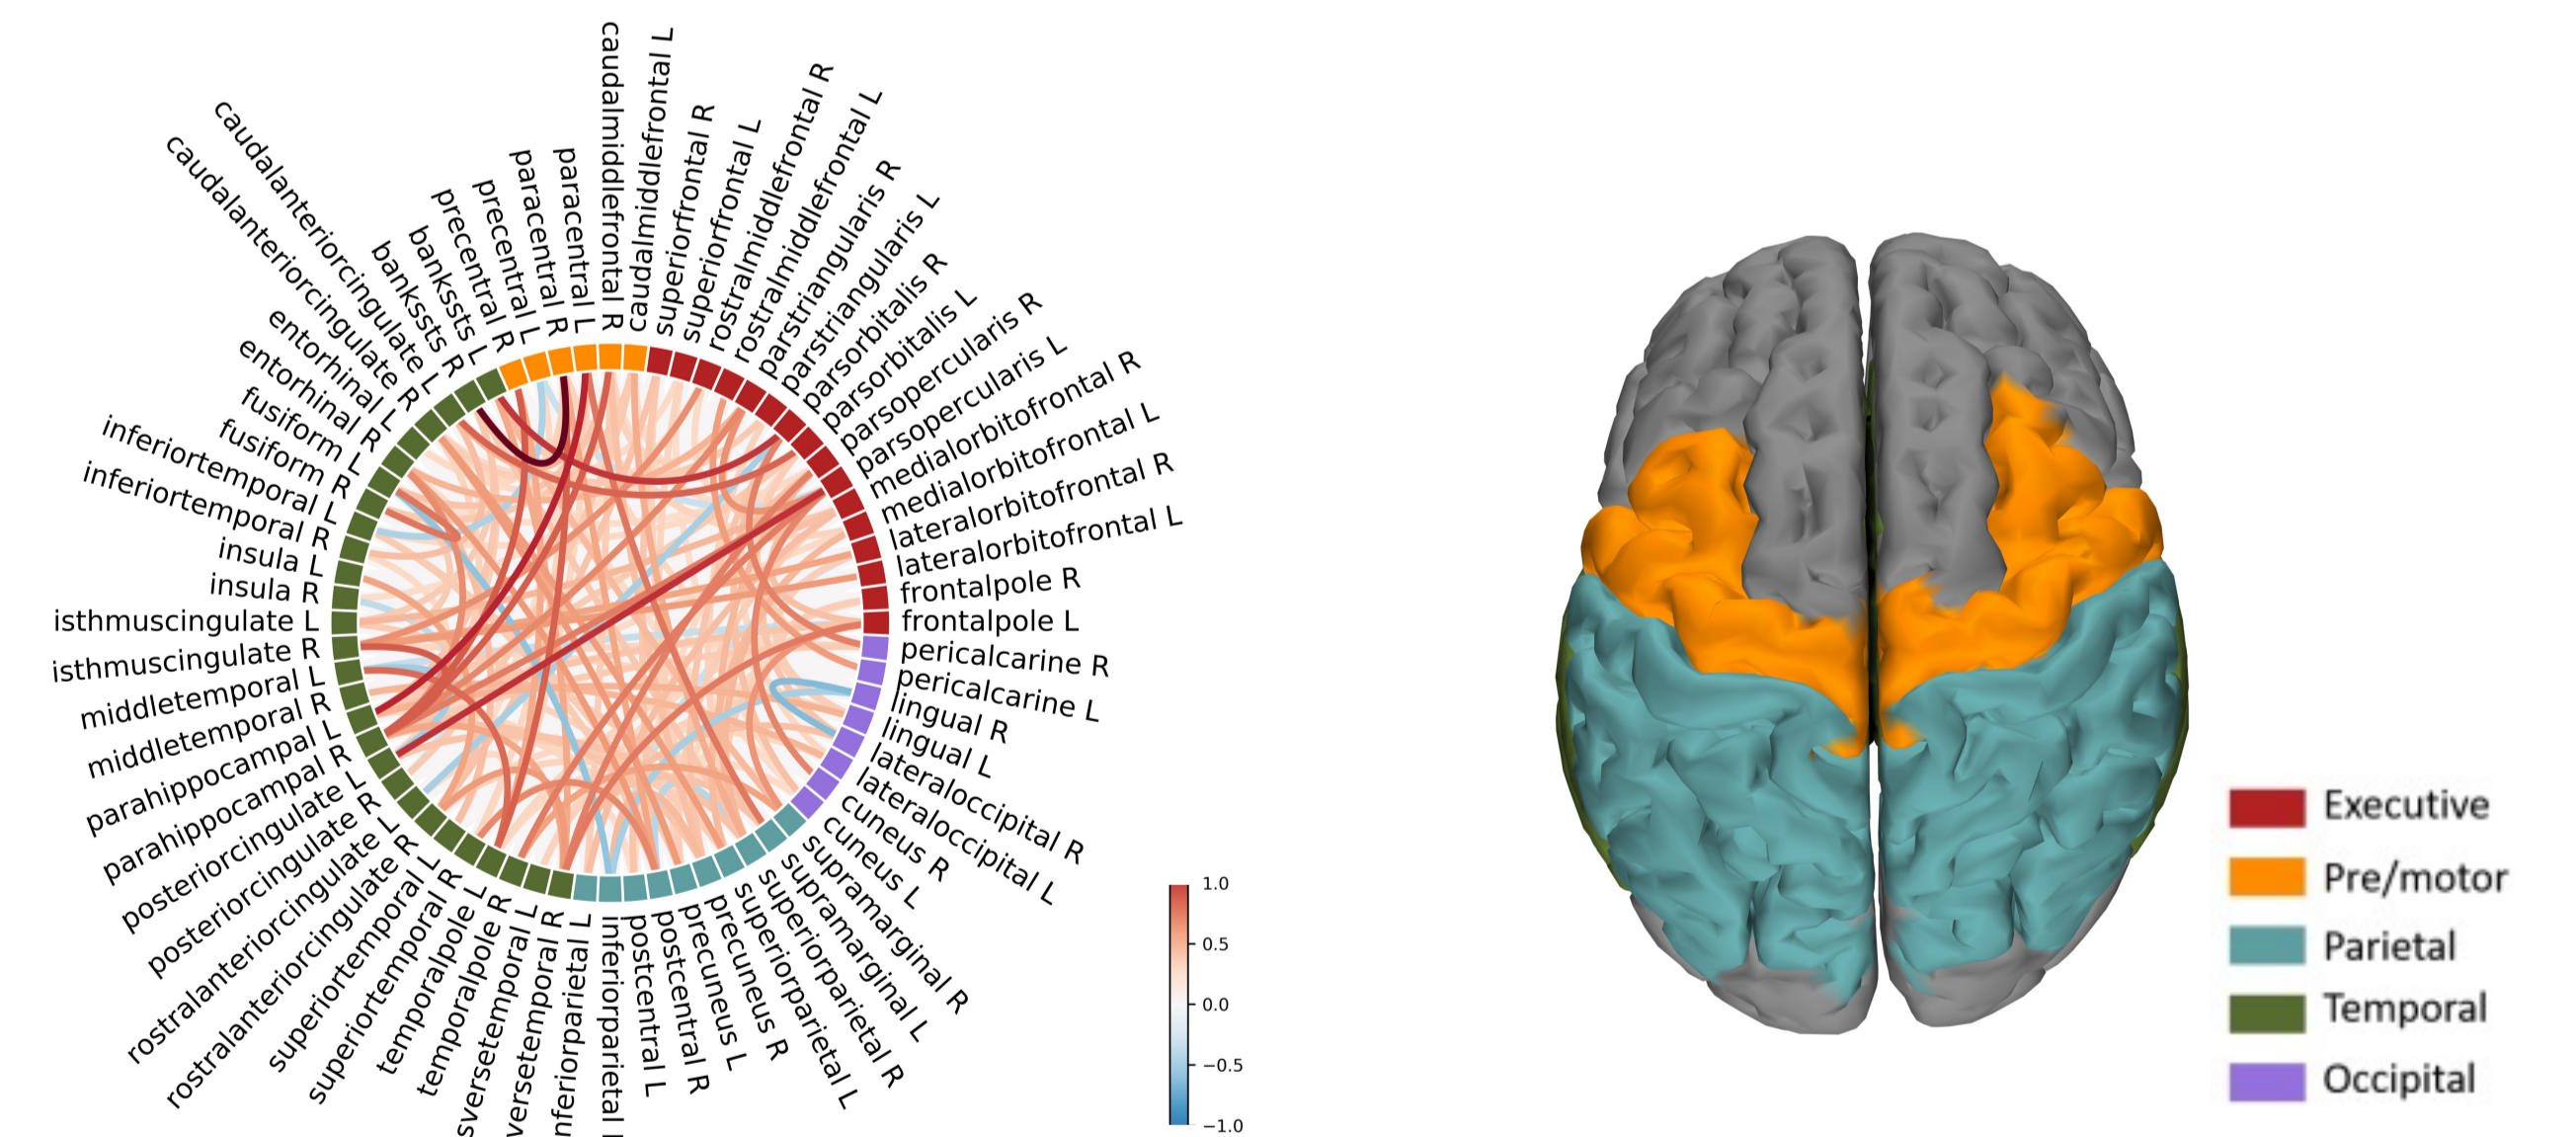 caudalmiddlefrontal R
caudalmiddlefrontal L
superiorfrontal R
superiorfrontal L
rostralmiddlefrontal R
rostralmiddlefrontal L
parstriangularis R
parstriangularis L
parsorbitalis R
parsorbitalis L
parsopercularis R
parsopercularis L
medialorbitofrontal R
medialorbitofrontal L
lateralorbitofrontal R
lateralorbitofrontal L
frontalpole R
frontalpole L
pericalcarine R
pericalcarine L
lingual R
lingual L
lateraloccipital R
lateraloccipital L
cuneus R
cuneus L
supramarginal R
supramarginal L
superiorparietal R
superiorparietal L
precuneus R
precuneus L
postcentral R
postcentral L
inferiorparietal
nferiorparietal L
versetemporal R
sversetemporal L
temporalpole R
temporalpole L
superiortemporal R
superiortemporal L
rostralanteriorcingulate R
rostralanteriorcingulate L
posteriorcingulate R
posteriorcingulate L
parahippocampal R
parahippocampal L
middletemporal R
middletemporal L
isthmuscingulate R
isthmuscingulate L
insula R
insula L
inferiortemporal R
inferiortemporal L
fusiform R
fusiform L
entorhinal R
entorhinal L
caudalanteriorcingulate R
caudalanteriorcingulate L
bankssts R
bankssts L
precentral R
precentral L
paracentral R
paracentral L
1.0
0.5
0.0
−0.5
−1.0
Executive
Pre/motor
Parietal
Temporal
Occipital